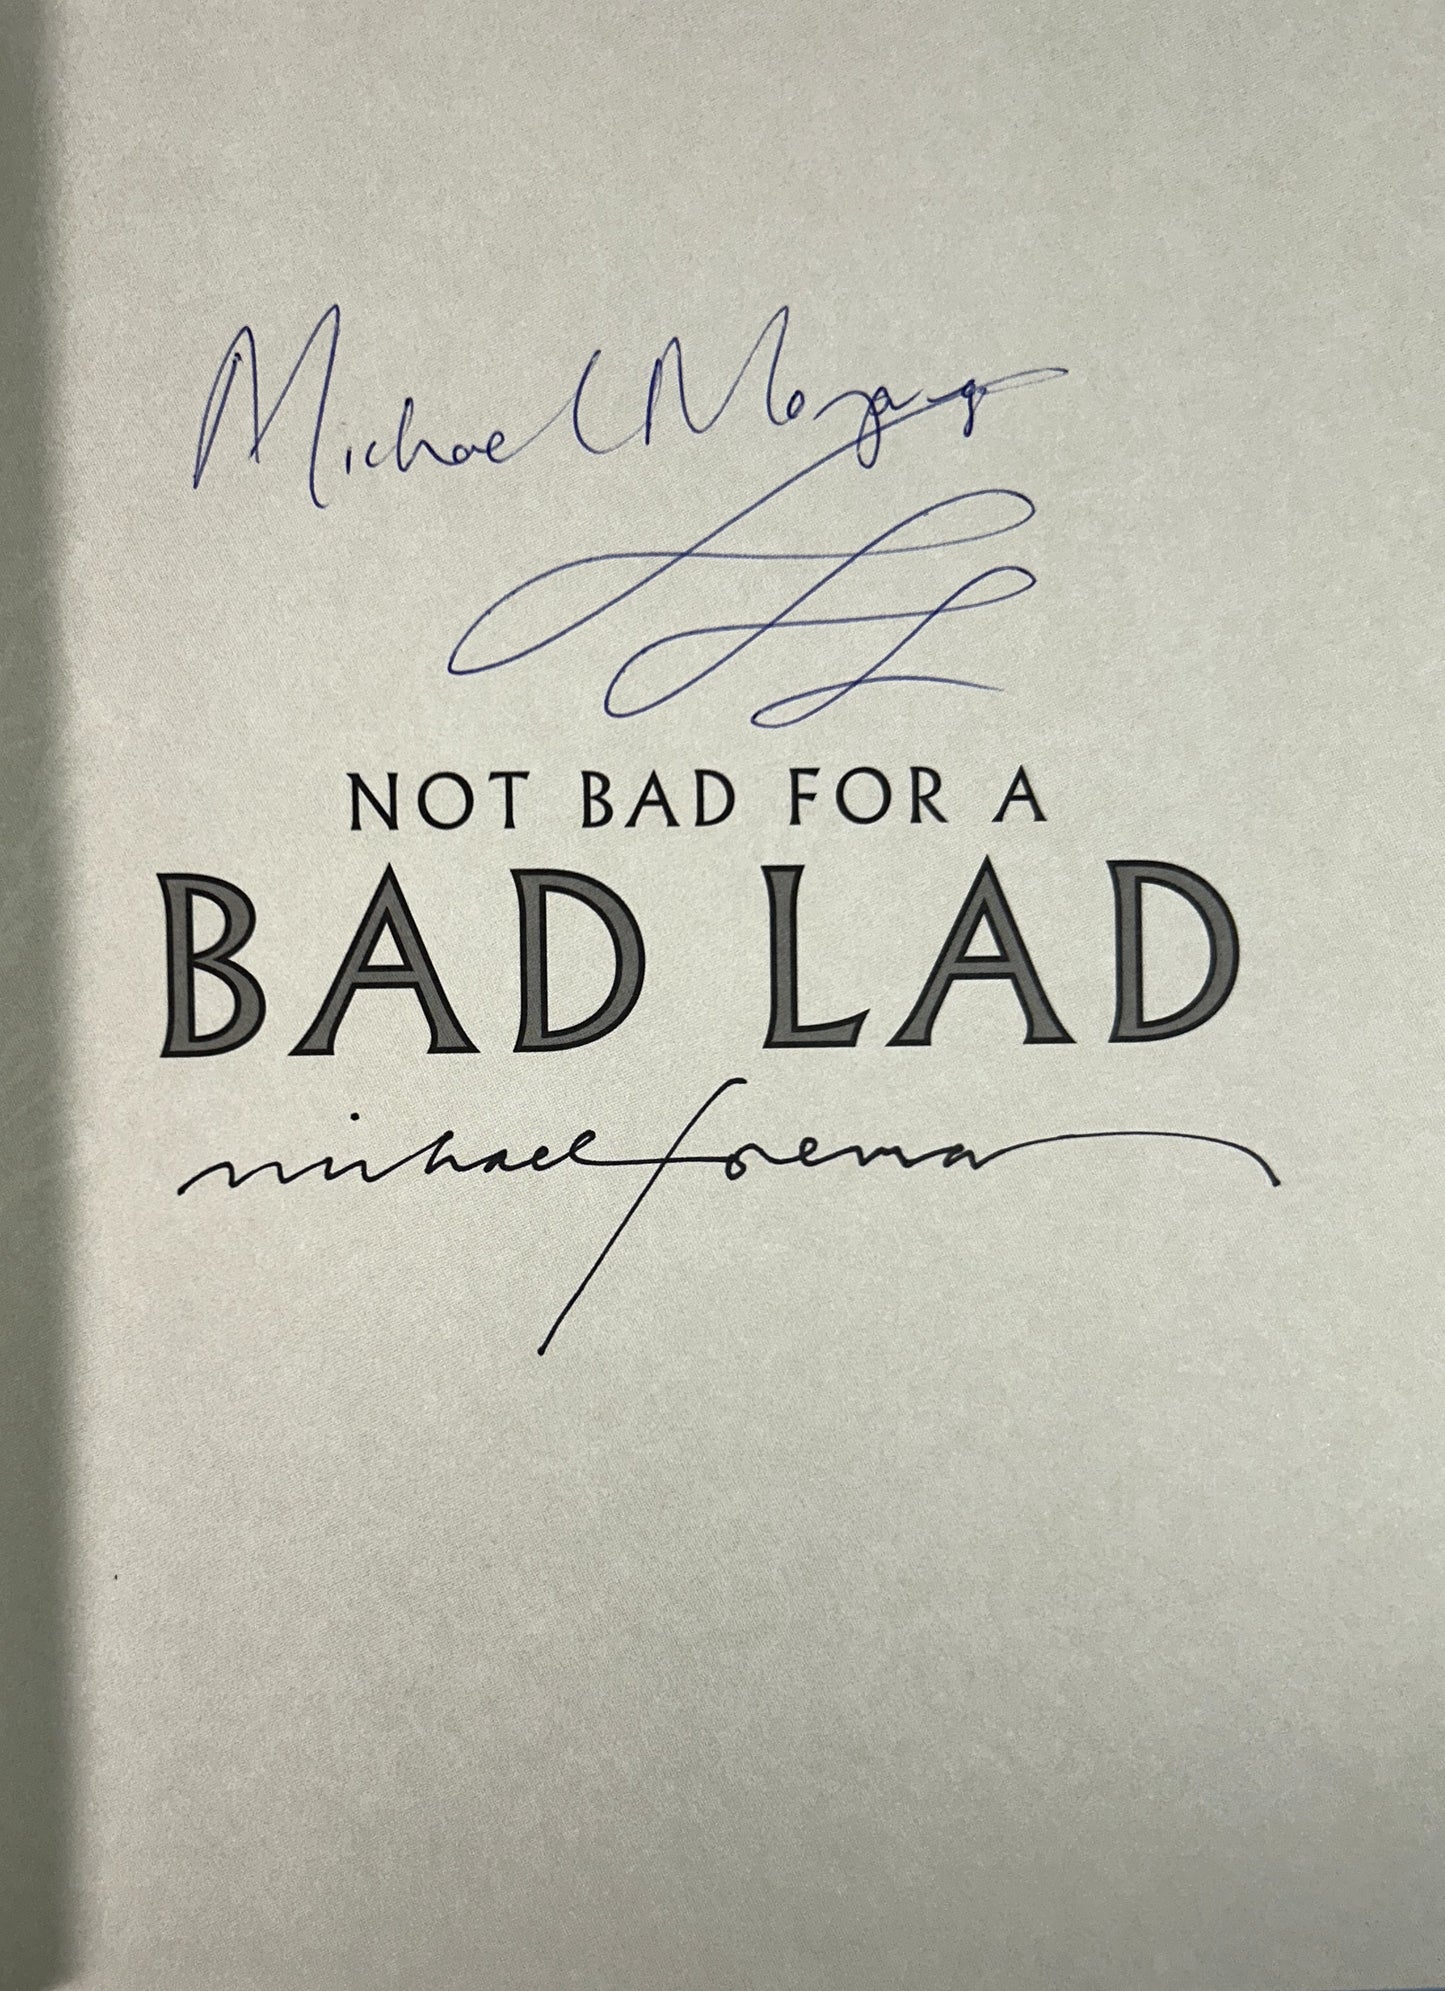 Michael Morpurgo
NOT BAD FOR A
BAD LAD
michael foreman